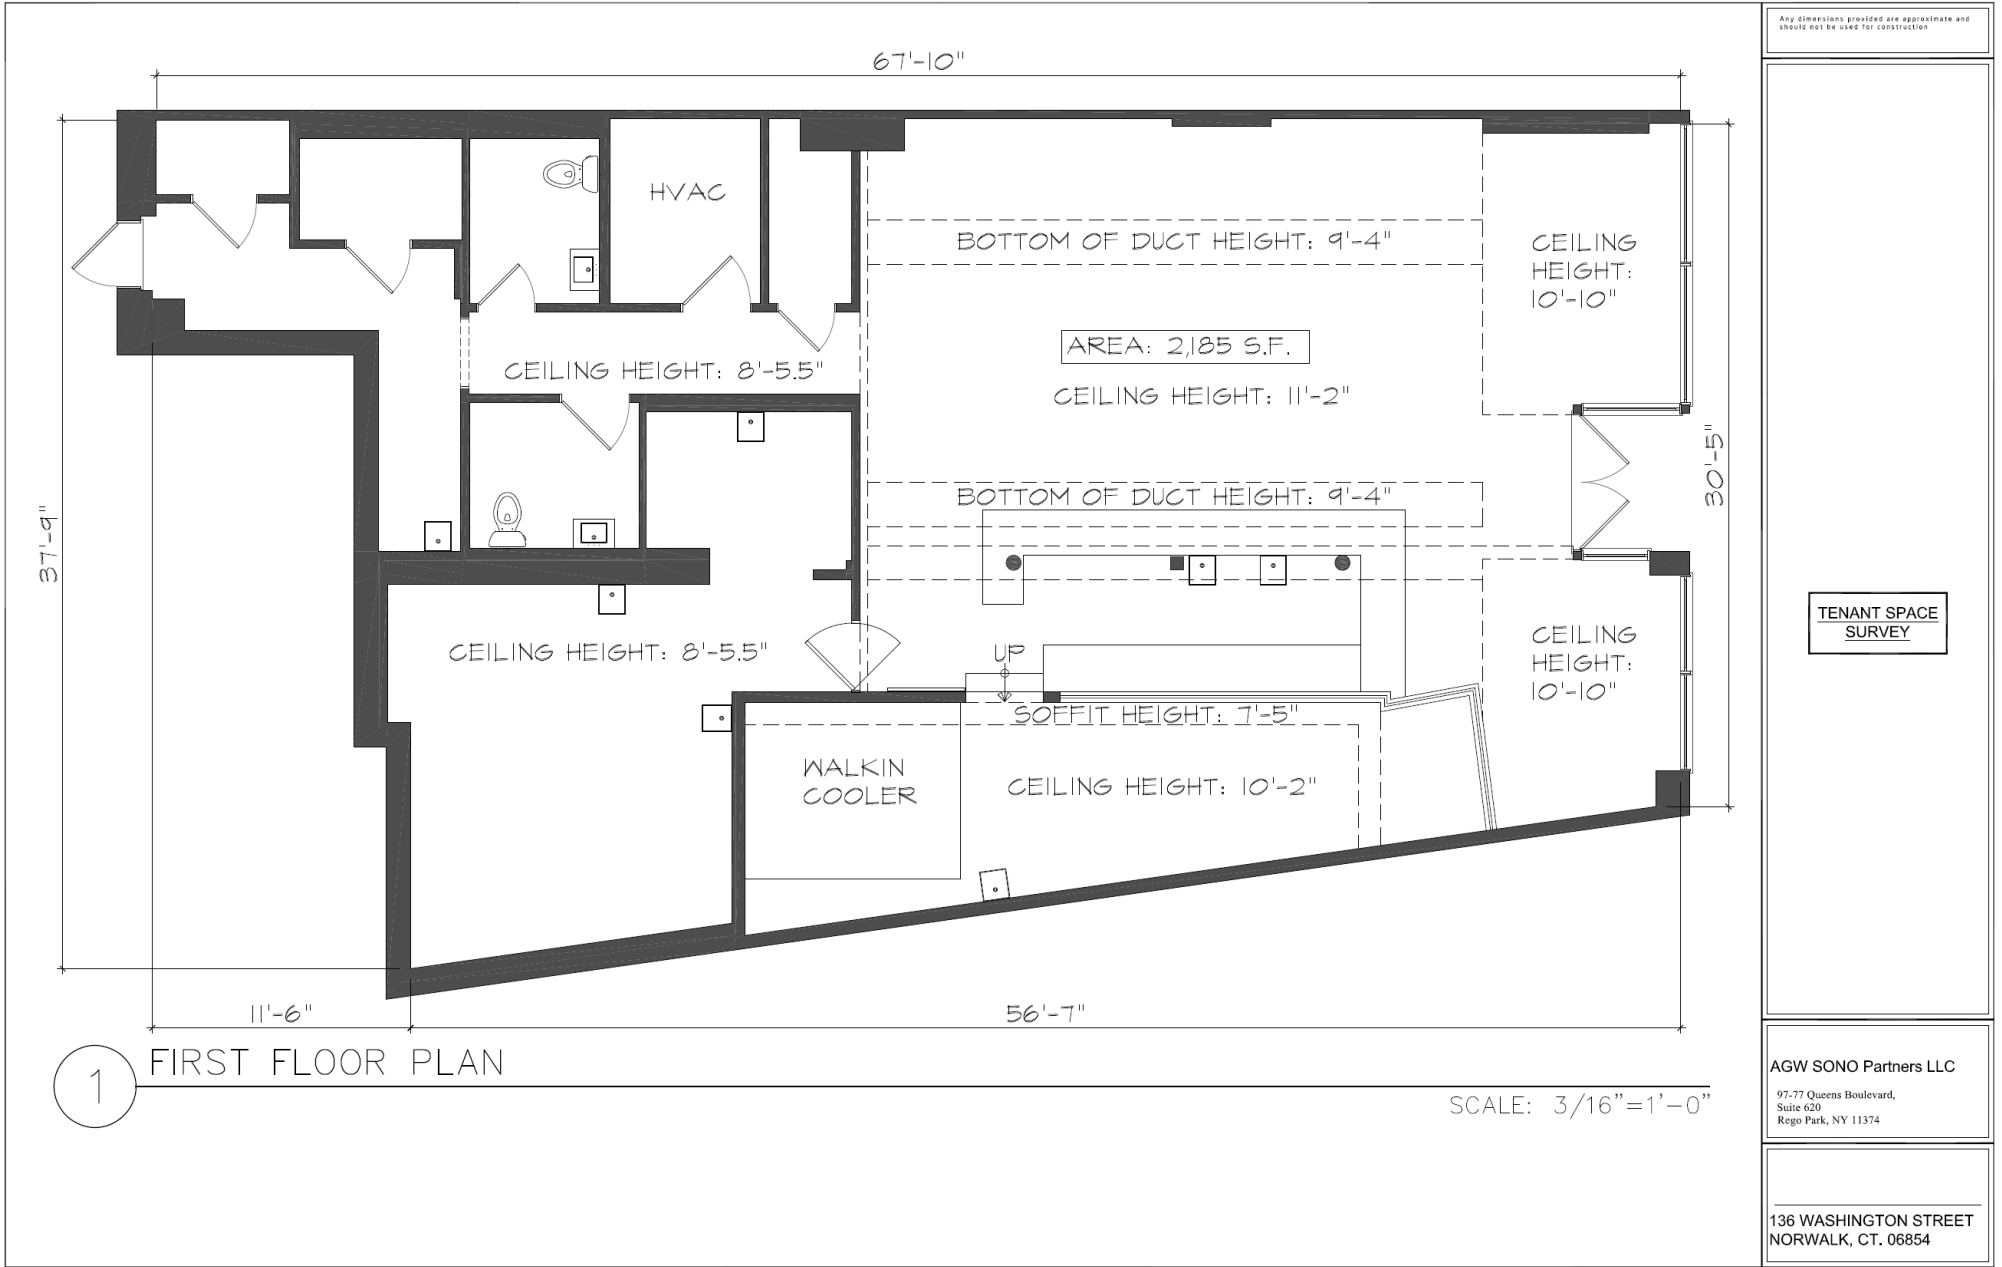 67'-10"
HVAC
BOTTOM OF DUCT HEIGHT: 9'-4"
CEILING
HEIGHT:
10'-10"
AREA: 2,185 S.F.
CEILING HEIGHT: 8'-5.5"
CEILING HEIGHT: 11'-2"
30'-5"
BOTTOM OF DUCT HEIGHT: 9'-4"
37'-9"
CEILING HEIGHT: 8'-5.5"
UP
CEILING
HEIGHT:
10'-10"
SOFFIT HEIGHT: 7'-5"
WALKIN
COOLER
CEILING HEIGHT: 10'-2"
11'-6"
56'-7"
1
FIRST FLOOR PLAN
SCALE: 3/16"=1'-0"
Any dimensions provided are approximate and
should not be used for construction
TENANT SPACE
SURVEY
AGW SONO Partners LLC
97-77 Queens Boulevard,
Suite 620
Rego Park, NY 11374
136 WASHINGTON STREET
NORWALK, CT. 06854